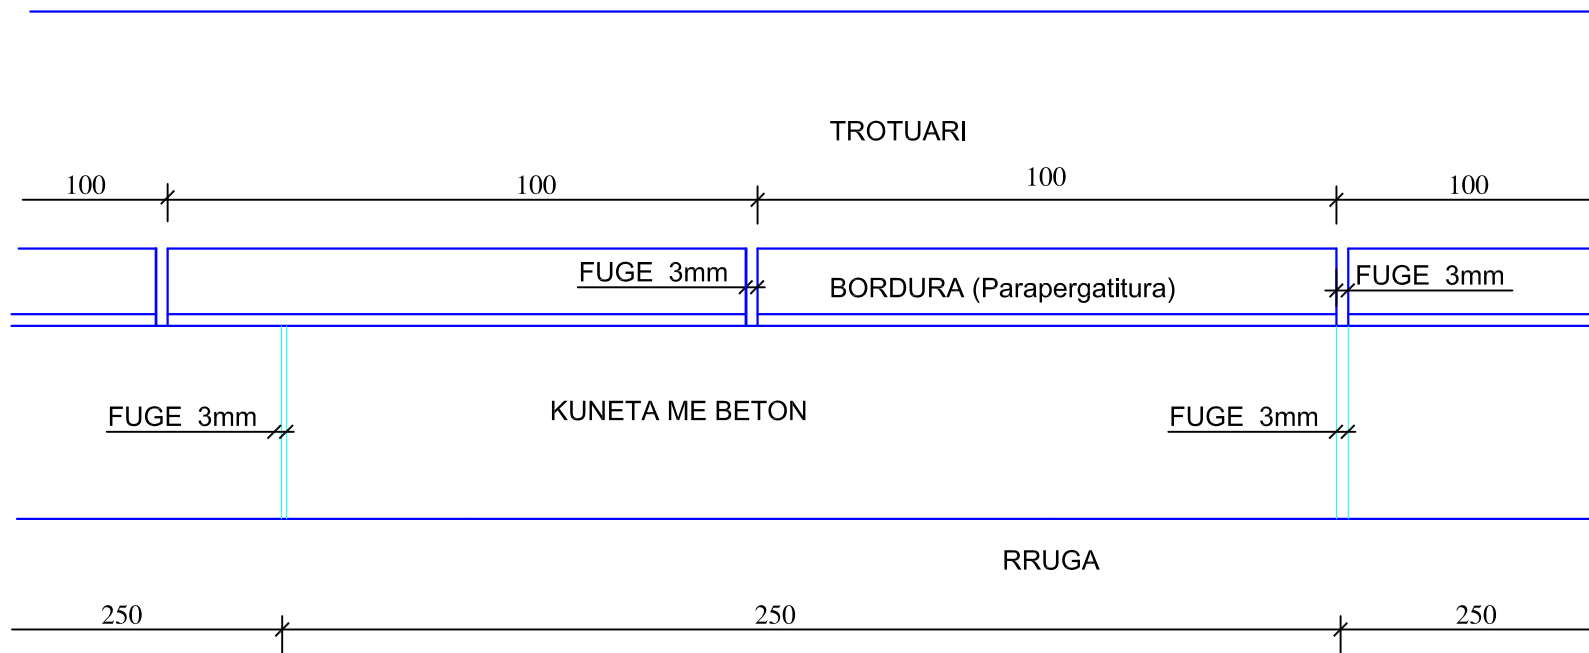 TROTUARI
100 100 100 100
FUGE 3mm
BORDURA (Parapergatitura)
FUGE 3mm
FUGE 3mm
KUNETA ME BETON
FUGE 3mm
RRUGA
250 250 250